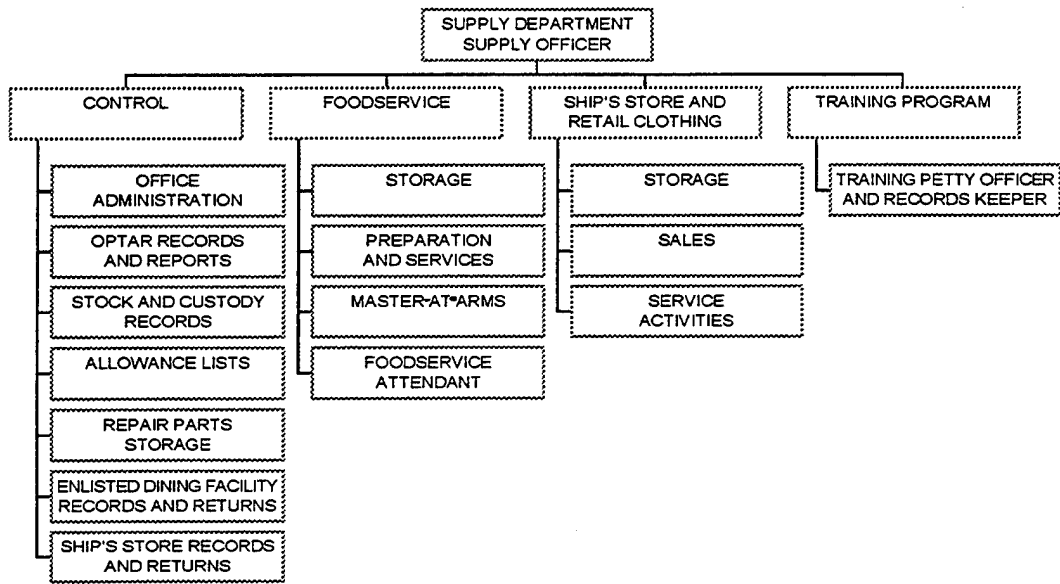 SUPPLY DEPARTMENT
SUPPLY OFFICER
CONTROL
FOODSERVICE
SHIP'S STORE AND
RETAIL CLOTHING
TRAINING PROGRAM
OFFICE
ADMINISTRATION
OPTAR RECORDS
AND REPORTS
STOCK AND CUSTODY
RECORDS
ALLOWANCE LISTS
REPAIR PARTS
STORAGE
ENLISTED DINING FACILITY
RECORDS AND RETURNS
SHIP'S STORE RECORDS
AND RETURNS
STORAGE
PREPARATION
AND SERVICES
MASTER-AT-ARMS
FOODSERVICE
ATTENDANT
STORAGE
SALES
SERVICE
ACTIVITIES
TRAINING PETTY OFFICER
AND RECORDS KEEPER